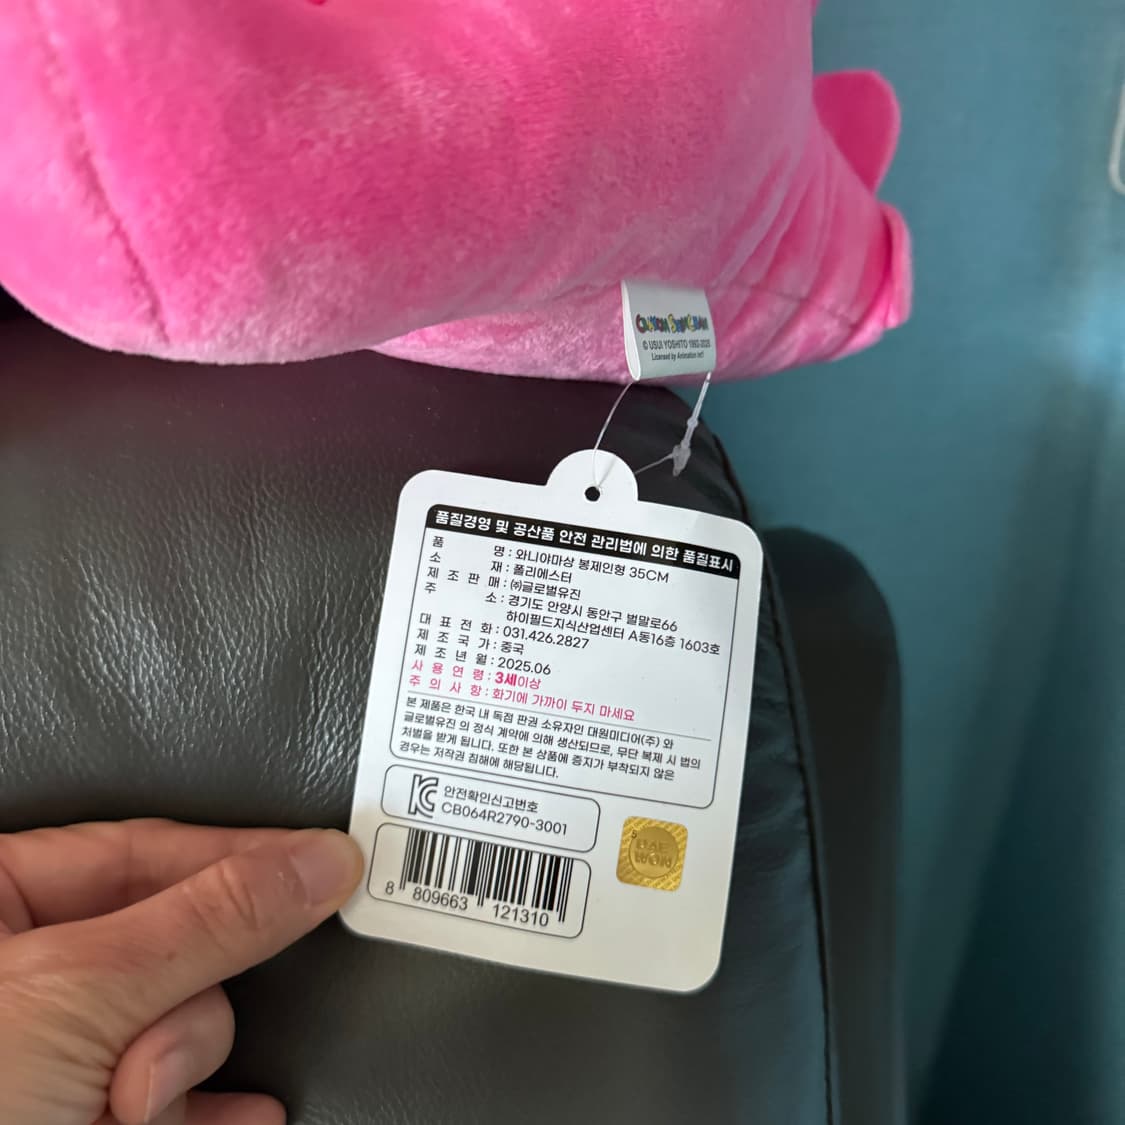 CRAYON SHINCHAN
© USUI YOSHITO 1992-2025
Licensed by Animation Int'l
품질경영 및 공산품 안전 관리법에 의한 품질표시
품 명 : 와니야마상 봉제인형 35CM
소 재 : 폴리에스터
제 조 판 매 : ㈜글로벌유진
주 소 : 경기도 안양시 동안구 벌말로66
하이필드지식산업센터 A동16층 1603호
대 표 전 화 : 031.426.2827
제 조 국 가 : 중국
제 조 년 월 : 2025.06
사 용 연 령 : 3세이상
주 의 사 항 : 화기에 가까이 두지 마세요
본 제품은 한국 내 독점 판권 소유자인 대원미디어(주) 와
글로벌유진 의 정식 계약에 의해 생산되므로, 무단 복제 시 법의
처벌을 받게 됩니다. 또한 본 상품에 증지가 부착되지 않은
경우는 저작권 침해에 해당됩니다.
안전확인신고번호
CB064R2790-3001
DAE
WON
8 809663 121310